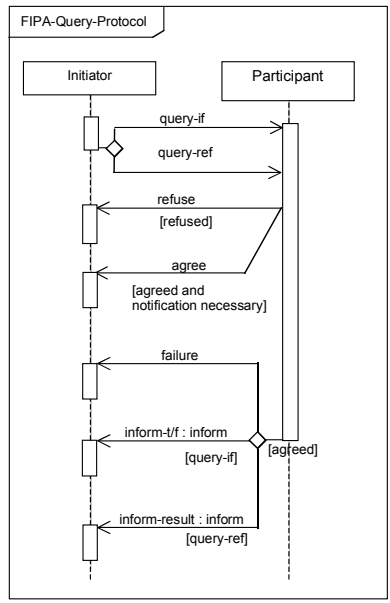 FIPA-Query-Protocol
Initiator
Participant
query-if
query-ref
refuse
[refused]
agree
[agreed and
notification necessary]
failure
inform-t/f : inform
[query-if]
[agreed]
inform-result : inform
[query-ref]